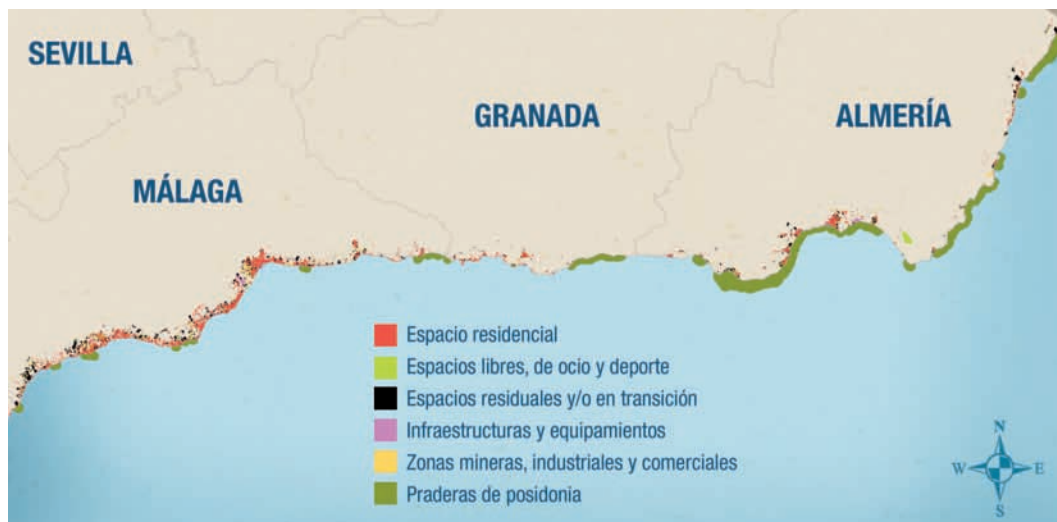 SEVILLA
GRANADA
ALMERÍA
MÁLAGA
Espacio residencial
Espacios libres, de ocio y deporte
Espacios residuales y/o en transición
Infraestructuras y equipamientos
Zonas mineras, industriales y comerciales
Praderas de posidonia
N
W E
S